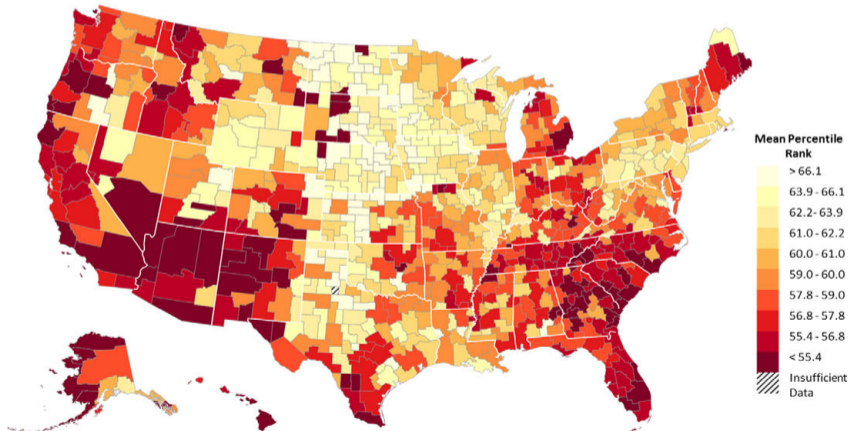 Mean Percentile
Rank
> 66.1
63.9 - 66.1
62.2 - 63.9
61.0 - 62.2
60.0 - 61.0
59.0 - 60.0
57.8 - 59.0
56.8 - 57.8
55.4 - 56.8
< 55.4
Insufficient
Data